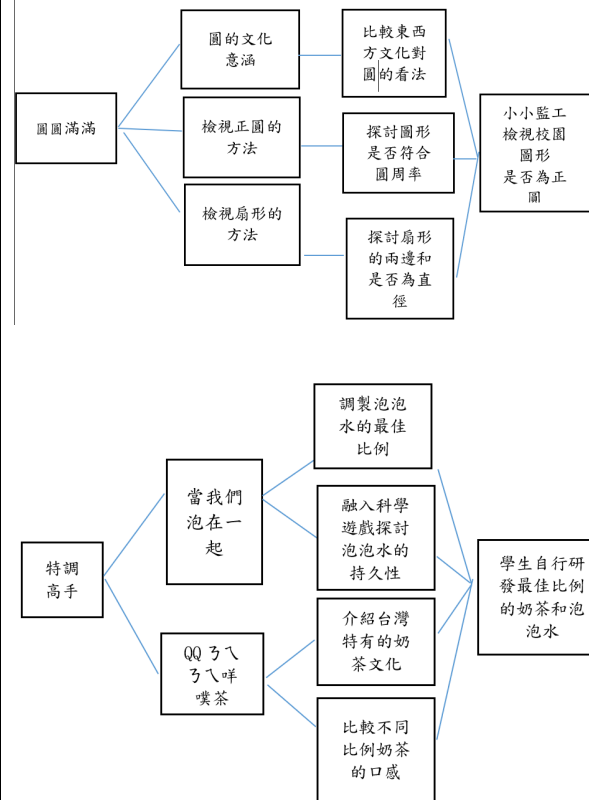 圓圓滿滿
圓的文化
意涵
檢視正圓的
方法
檢視扇形的
方法
比較東西
方文化對
圓的看法
探討圖形
是否符合
圓周率
探討扇形
的兩邊和
是否為直
徑
小小監工
檢視校園
圖形
是否為正
圓
特調
高手
當我們
泡在一
起
QQ ㄋㄟ
ㄋㄟ咩
噗茶
調製泡泡
水的最佳
比例
融入科學
遊戲探討
泡泡水的
持久性
介紹台灣
特有的奶
茶文化
比較不同
比例奶茶
的口感
學生自行研
發最佳比例
的奶茶和泡
泡水